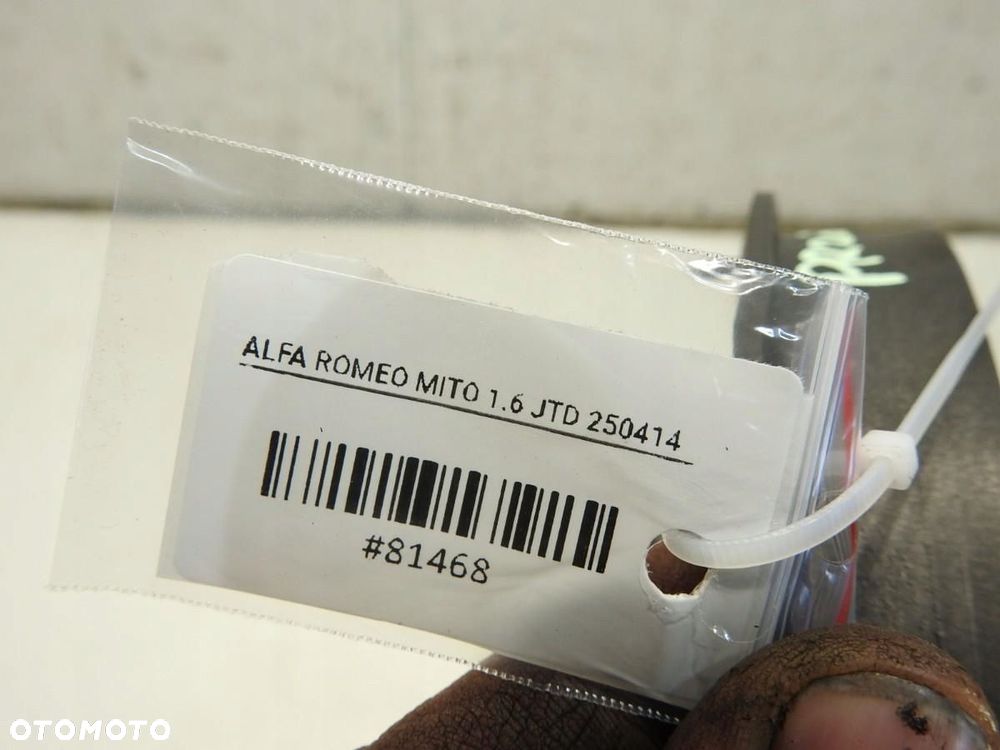 ALFA ROMEO MITO 1.6 JTD 250414
#81468
OTOMOTO